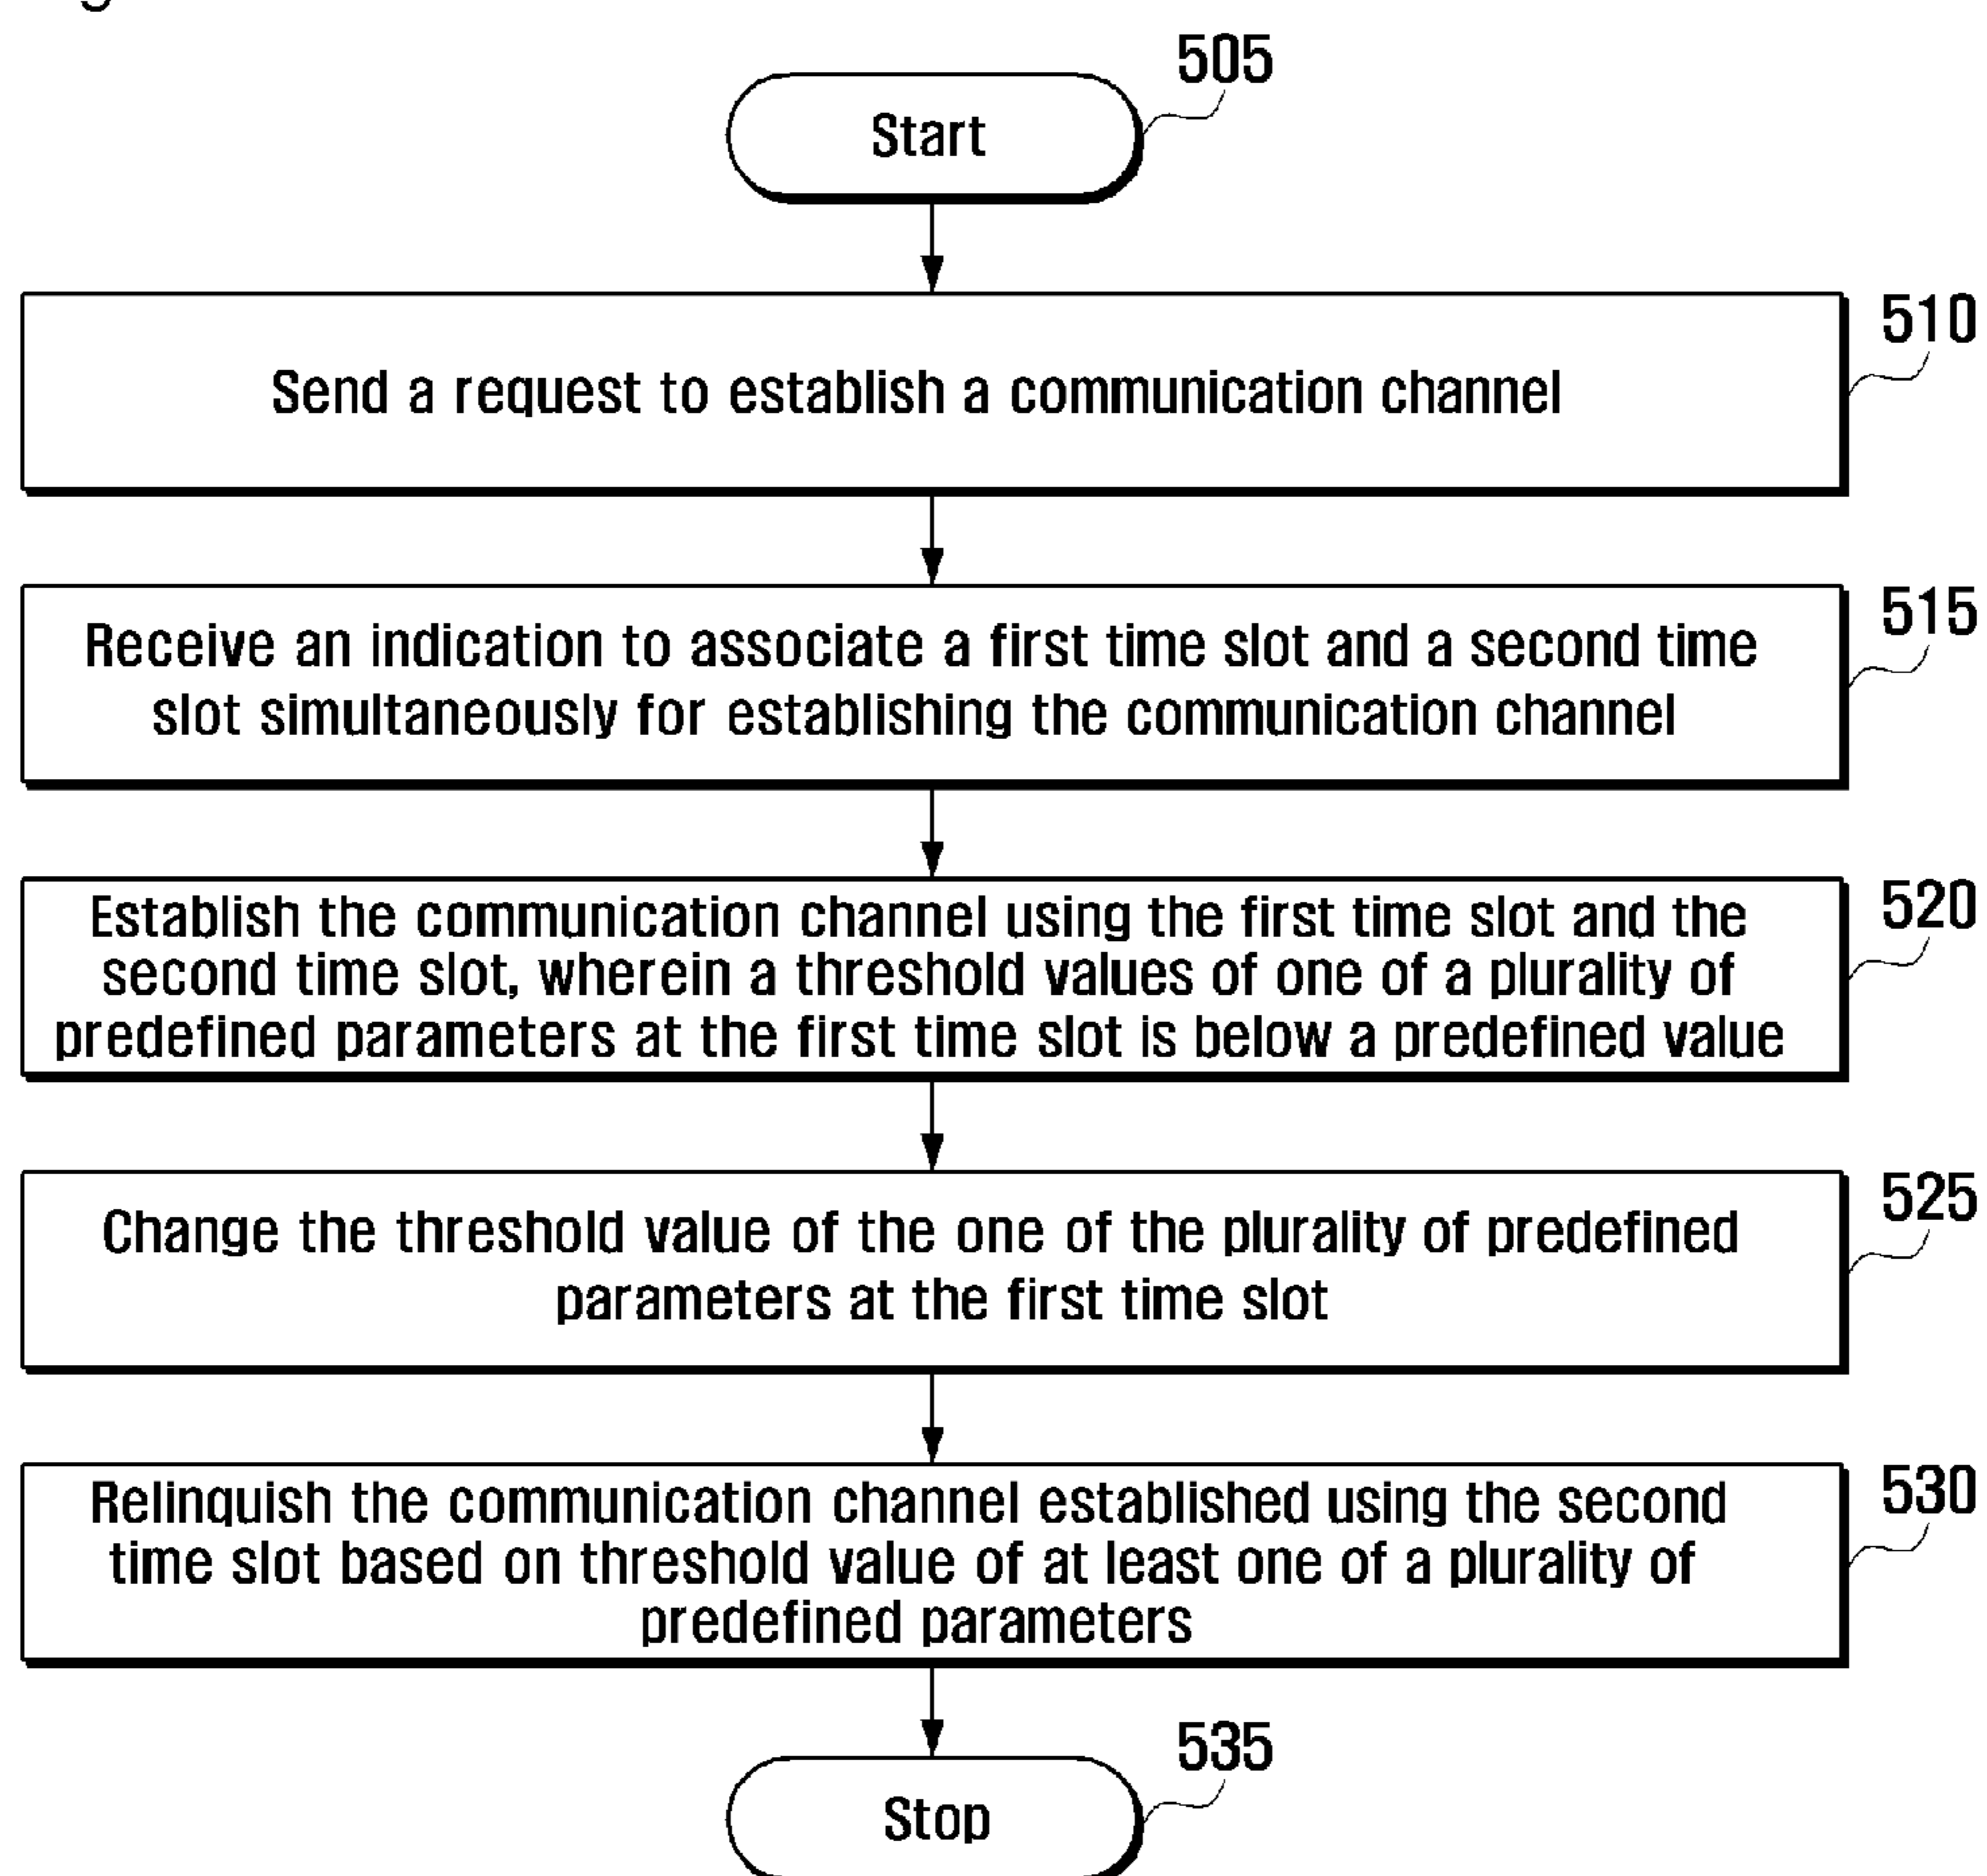 505
Start
510
Send a request to establish a communication channel
515
Receive an indication to associate a first time slot and a second time
slot simultaneously for establishing the communication channel
520
Establish the communication channel using the first time slot and the
second time slot, wherein a threshold values of one of a plurality of
predefined parameters at the first time slot is below a predefined value
525
Change the threshold value of the one of the plurality of predefined
parameters at the first time slot
530
Relinquish the communication channel established using the second
time slot based on threshold value of at least one of a plurality of
predefined parameters
535
Stop